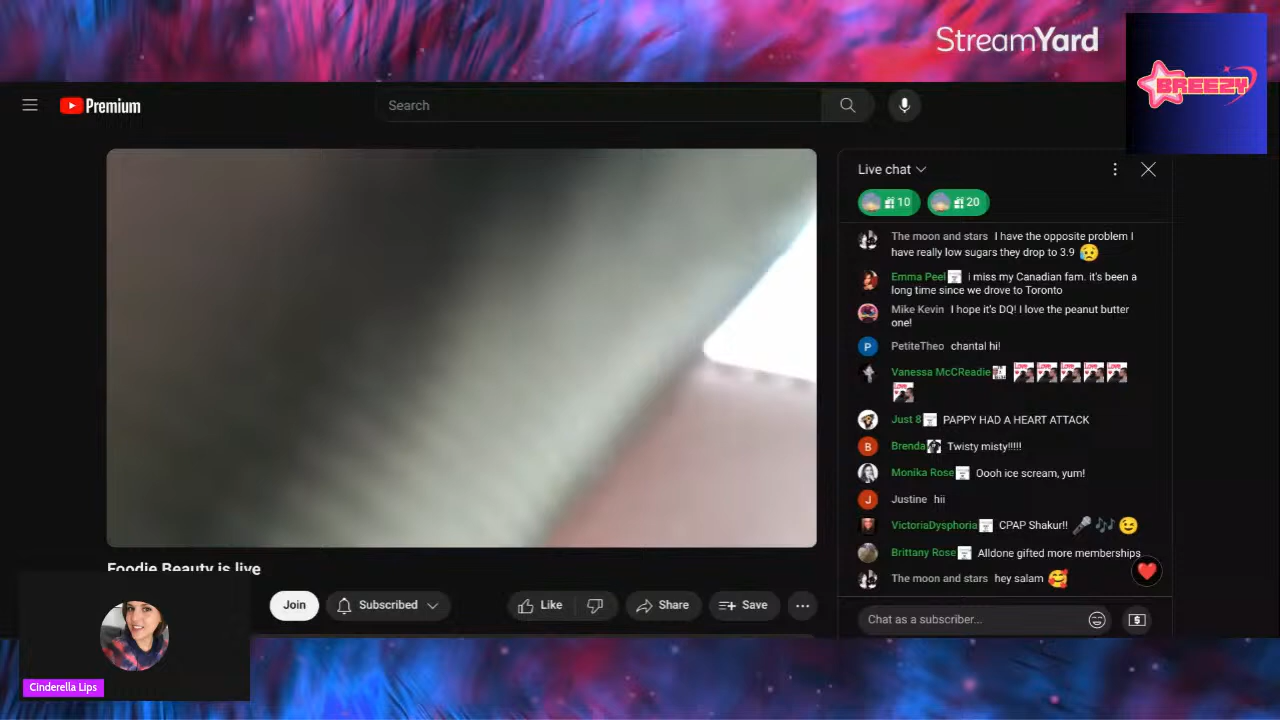 StreamYard
BREEZY
Premium
Search
Live chat
10
20
The moon and stars I have the opposite problem I
have really low sugars they drop to 3.9
Emma Peel i miss my Canadian fam. it's been a
long time since we drove to Toronto
Mike Kevin I hope it's DQ! I love the peanut butter
one!
P
PetiteTheo chantal hi!
Vanessa McCReadie
Just 8 PAPPY HAD A HEART ATTACK
B
Brenda Twisty misty!!!!!
Monika Rose Oooh ice scream, yum!
J
Justine hii
VictoriaDysphoria CPAP Shakur!!
Brittany Rose Alldone gifted more memberships
The moon and stars hey salam
Foodie Beauty is live
Join
Subscribed
Like
Share
Save
Chat as a subscriber...
Cinderella Lips